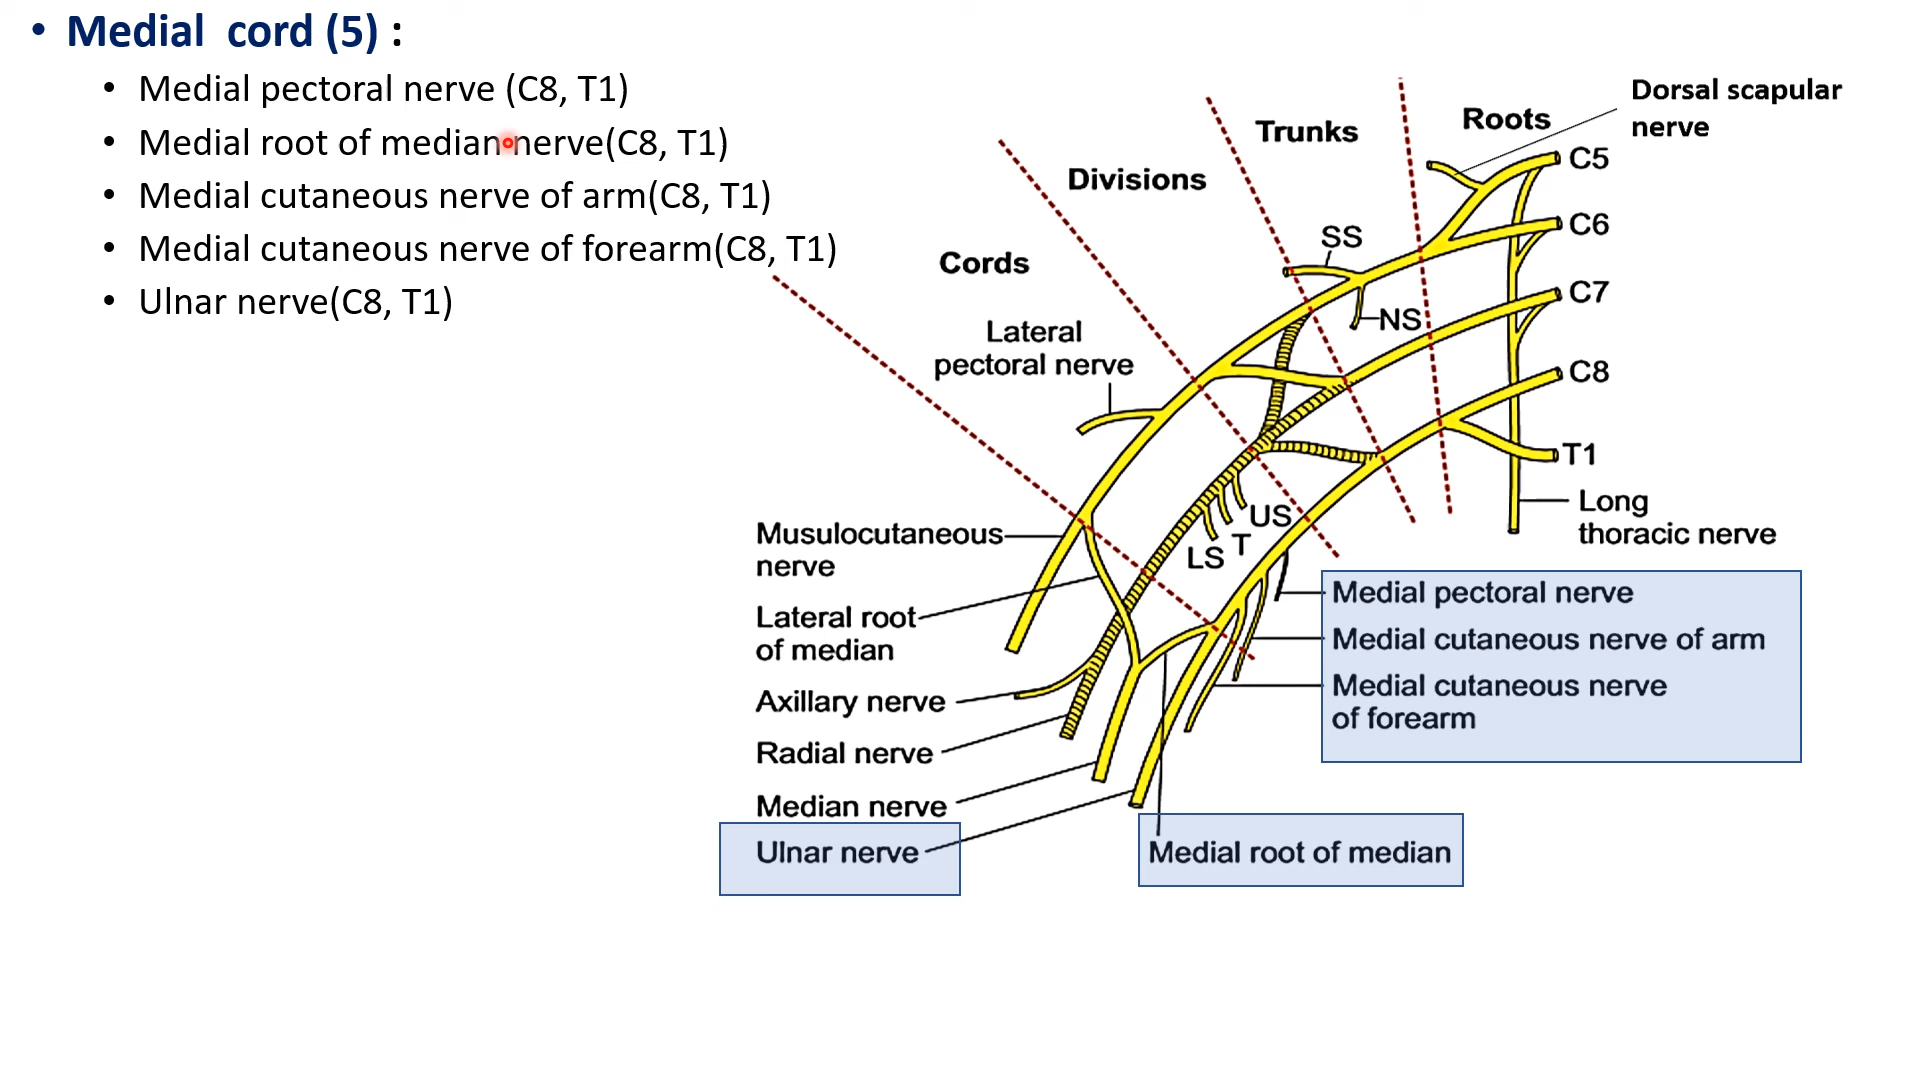 • Medial cord (5) :
• Medial pectoral nerve (C8, T1)
• Medial root of median nerve(C8, T1)
• Medial cutaneous nerve of arm(C8, T1)
• Medial cutaneous nerve of forearm(C8, T1)
• Ulnar nerve(C8, T1)
Dorsal scapular
nerve
Roots
Trunks
Divisions
Cords
C5
C6
C7
C8
T1
SS
NS
Lateral
pectoral nerve
Long
thoracic nerve
US
T
LS
Musulocutaneous
nerve
Lateral root
of median
Axillary nerve
Radial nerve
Median nerve
Ulnar nerve
Medial pectoral nerve
Medial cutaneous nerve of arm
Medial cutaneous nerve
of forearm
Medial root of median